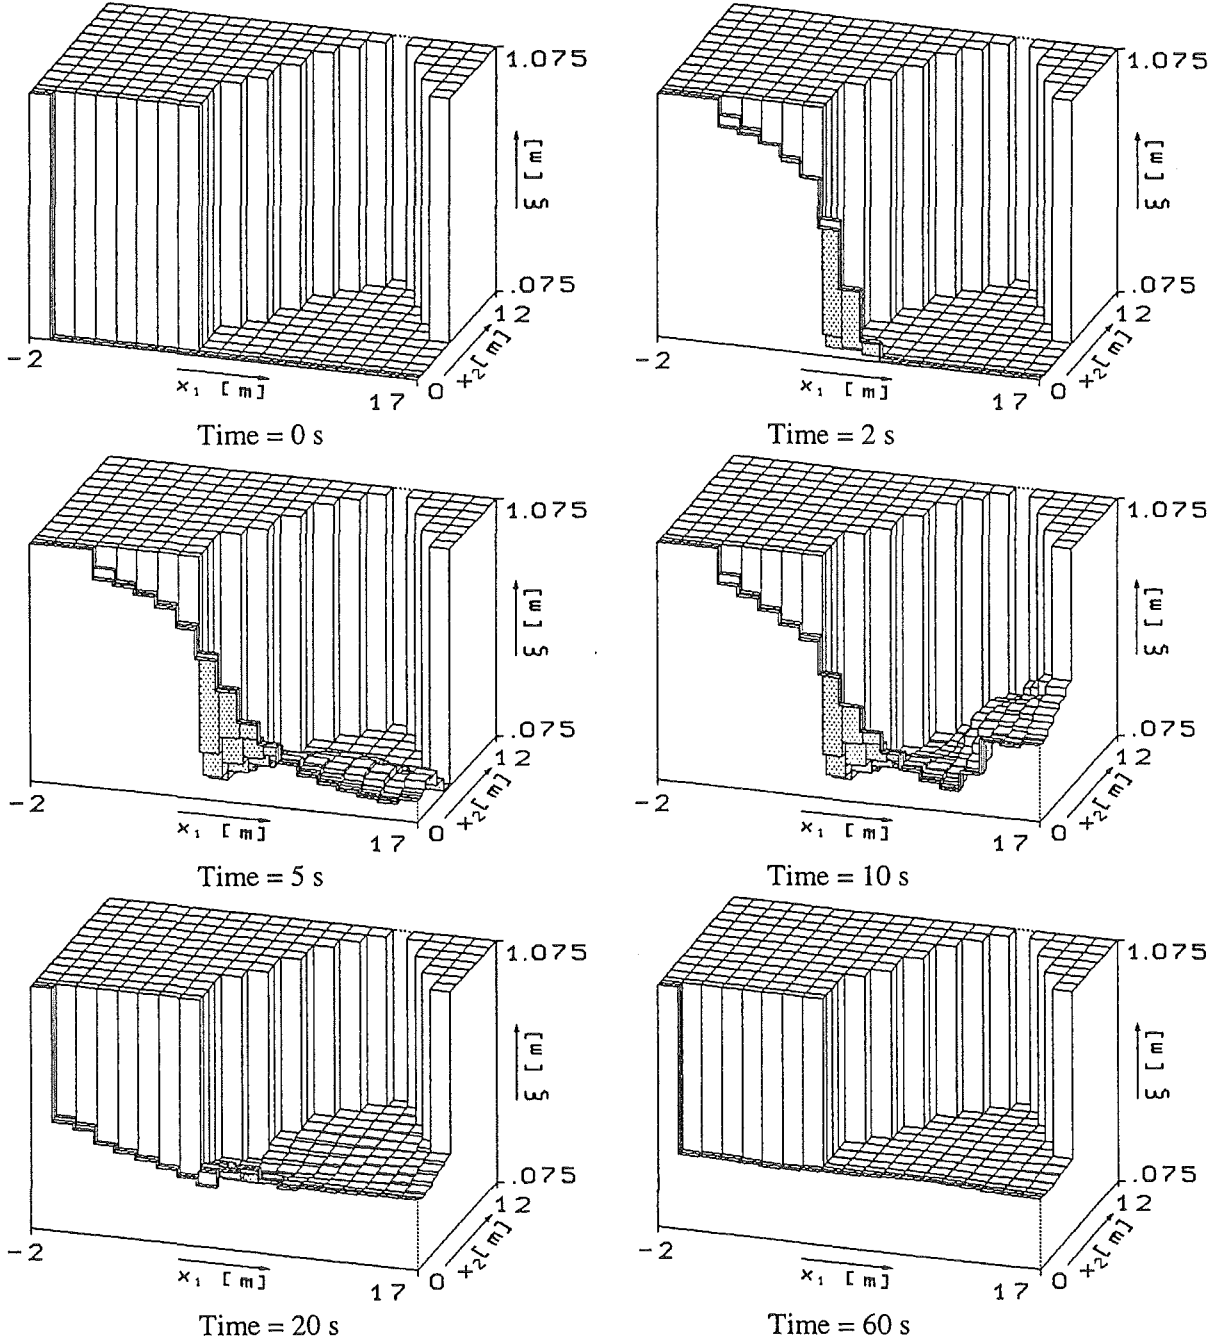 1.075
1.075
ξ [m]
ξ [m]
.075
.075
12
12
-2
-2
x₁ [m]
x₂[m]
x₁ [m]
x₂[m]
17
0
17
0
Time = 0 s
Time = 2 s
1.075
1.075
ξ [m]
ξ [m]
.075
.075
12
12
-2
-2
x₁ [m]
x₂[m]
x₁ [m]
x₂[m]
17
0
17
0
Time = 5 s
Time = 10 s
1.075
1.075
ξ [m]
ξ [m]
.075
.075
12
12
-2
-2
x₁ [m]
x₂[m]
x₁ [m]
x₂[m]
17
0
17
0
Time = 20 s
Time = 60 s